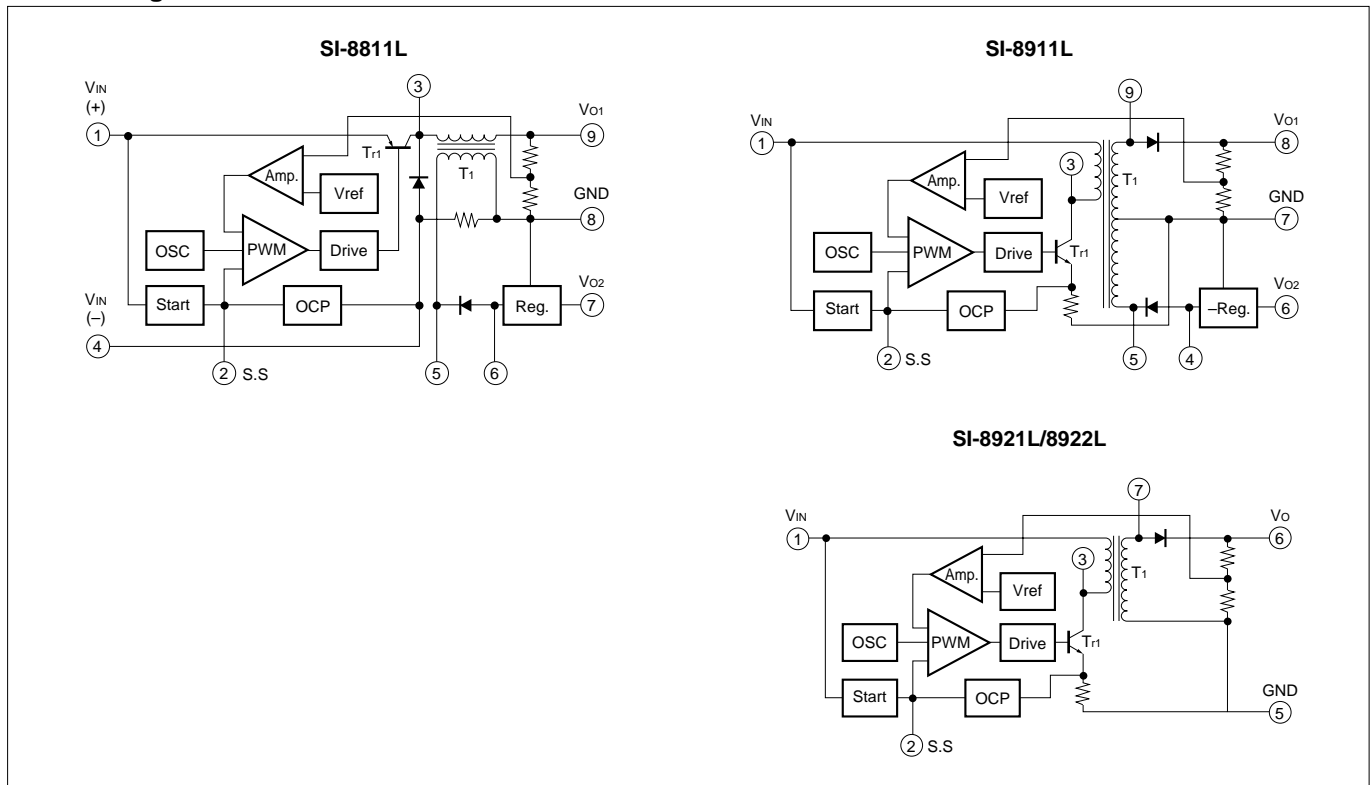 SI-8811L
VIN
(+)
1
3
VO1
9
Tr1
T1
Amp.
Vref
GND
8
OSC
PWM
Drive
VIN
(–)
4
Start
OCP
Reg.
VO2
7
2 S.S
5
6
SI-8911L
VIN
1
9
VO1
8
3
T1
Amp.
Vref
GND
7
OSC
PWM
Drive
Tr1
Start
OCP
–Reg.
VO2
6
2 S.S
5
4
SI-8921L/8922L
VIN
1
7
VO
6
3
T1
Amp.
Vref
OSC
PWM
Drive
Tr1
Start
OCP
GND
5
2 S.S